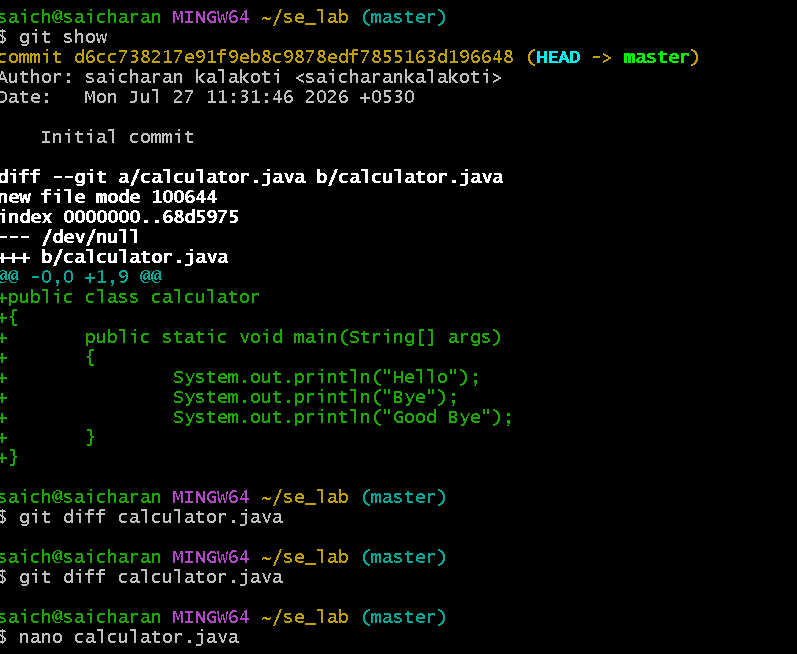 saich@saicharan MINGW64 ~/se_lab (master)
$ git show
commit d6cc738217e91f9eb8c9878edf7855163d196648 (HEAD -> master)
Author: saicharan kalakoti <saicharankalakoti>
Date:   Mon Jul 27 11:31:46 2026 +0530

    Initial commit

diff --git a/calculator.java b/calculator.java
new file mode 100644
index 0000000..68d5975
--- /dev/null
+++ b/calculator.java
@@ -0,0 +1,9 @@
+public class calculator
+{
+       public static void main(String[] args)
+       {
+               System.out.println("Hello");
+               System.out.println("Bye");
+               System.out.println("Good Bye");
+       }
+}

saich@saicharan MINGW64 ~/se_lab (master)
$ git diff calculator.java

saich@saicharan MINGW64 ~/se_lab (master)
$ git diff calculator.java

saich@saicharan MINGW64 ~/se_lab (master)
$ nano calculator.java